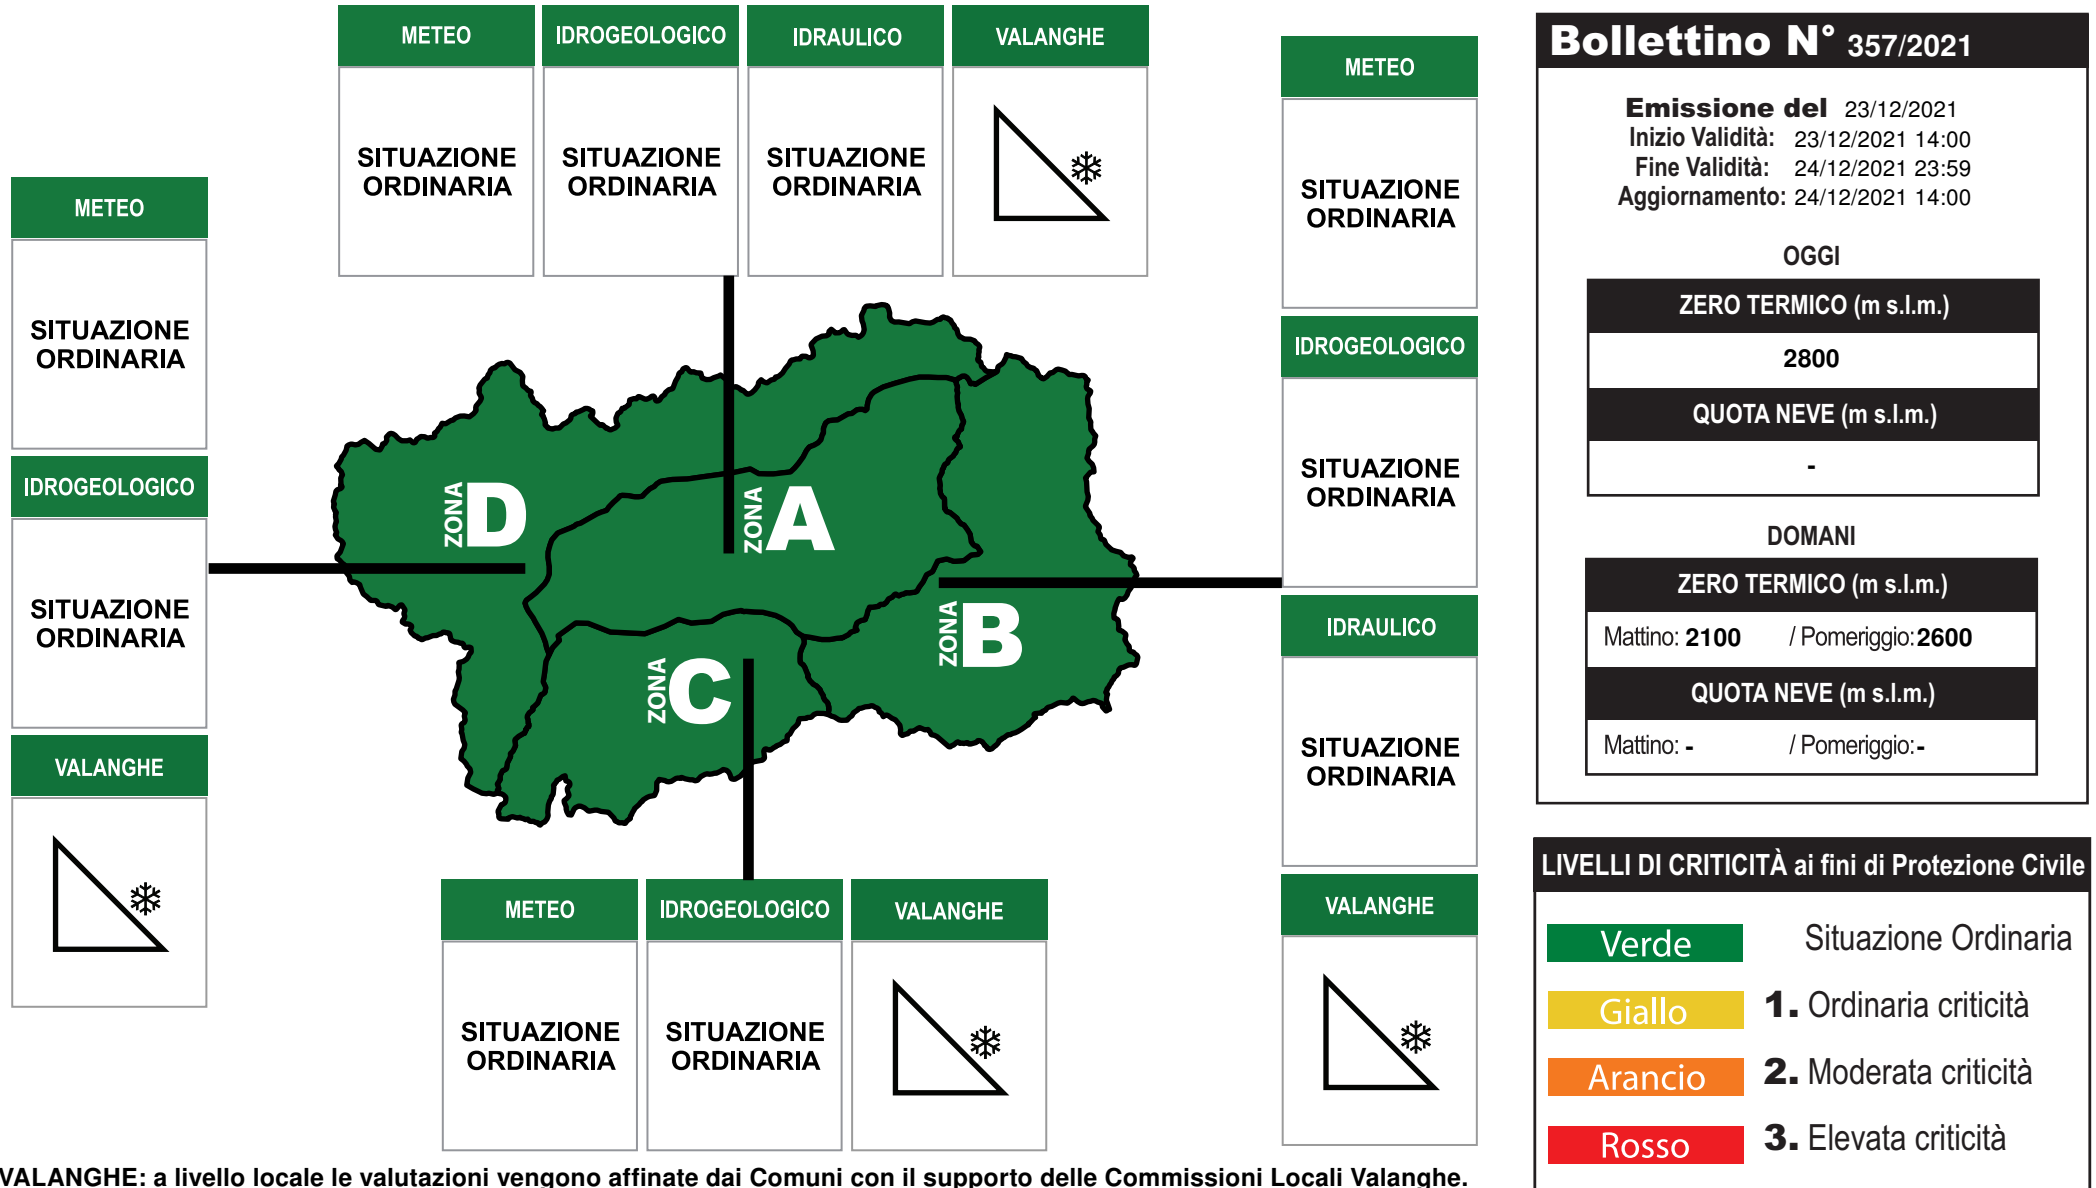 METEO
SITUAZIONE
ORDINARIA
IDROGEOLOGICO
SITUAZIONE
ORDINARIA
IDRAULICO
SITUAZIONE
ORDINARIA
VALANGHE
METEO
SITUAZIONE
ORDINARIA
IDROGEOLOGICO
SITUAZIONE
ORDINARIA
VALANGHE
METEO
SITUAZIONE
ORDINARIA
IDROGEOLOGICO
SITUAZIONE
ORDINARIA
IDRAULICO
SITUAZIONE
ORDINARIA
VALANGHE
ZONA D
ZONA A
ZONA B
ZONA C
METEO
SITUAZIONE
ORDINARIA
IDROGEOLOGICO
SITUAZIONE
ORDINARIA
VALANGHE
VALANGHE: a livello locale le valutazioni vengono affinate dai Comuni con il supporto delle Commissioni Locali Valanghe.
Bollettino N° 357/2021
Emissione del 23/12/2021
Inizio Validità: 23/12/2021 14:00
Fine Validità: 24/12/2021 23:59
Aggiornamento: 24/12/2021 14:00
OGGI
ZERO TERMICO (m s.l.m.)
2800
QUOTA NEVE (m s.l.m.)
-
DOMANI
ZERO TERMICO (m s.l.m.)
Mattino: 2100 / Pomeriggio: 2600
QUOTA NEVE (m s.l.m.)
Mattino: - / Pomeriggio: -
LIVELLI DI CRITICITÀ ai fini di Protezione Civile
Verde Situazione Ordinaria
Giallo 1. Ordinaria criticità
Arancio 2. Moderata criticità
Rosso 3. Elevata criticità